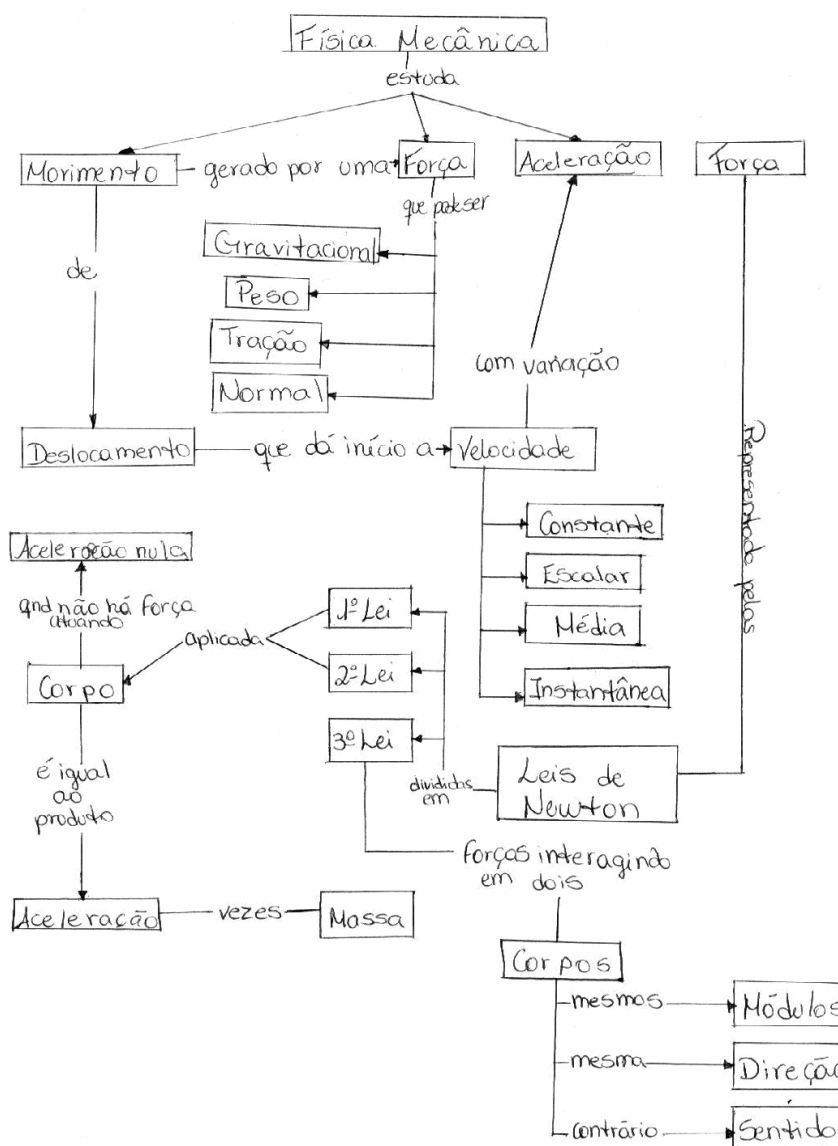 Física Mecânica
estuda
Movimento
gerado por uma
Força
Aceleração
Força
que pode ser
Gravitacional
Peso
Tração
Normal
de
com variação
Deslocamento
que dá início a
Velocidade
Representado pelas
Constante
Escalar
Média
Instantânea
Aceleração nula
qnd não há força
atuando
Corpo
aplicada
1º Lei
2º Lei
3º Lei
divididas
em
Leis de
Newton
é igual
ao
produto
Aceleração
vezes
Massa
forças interagindo
em dois
Corpos
mesmos
Módulos
mesma
Direção
contrário
Sentido